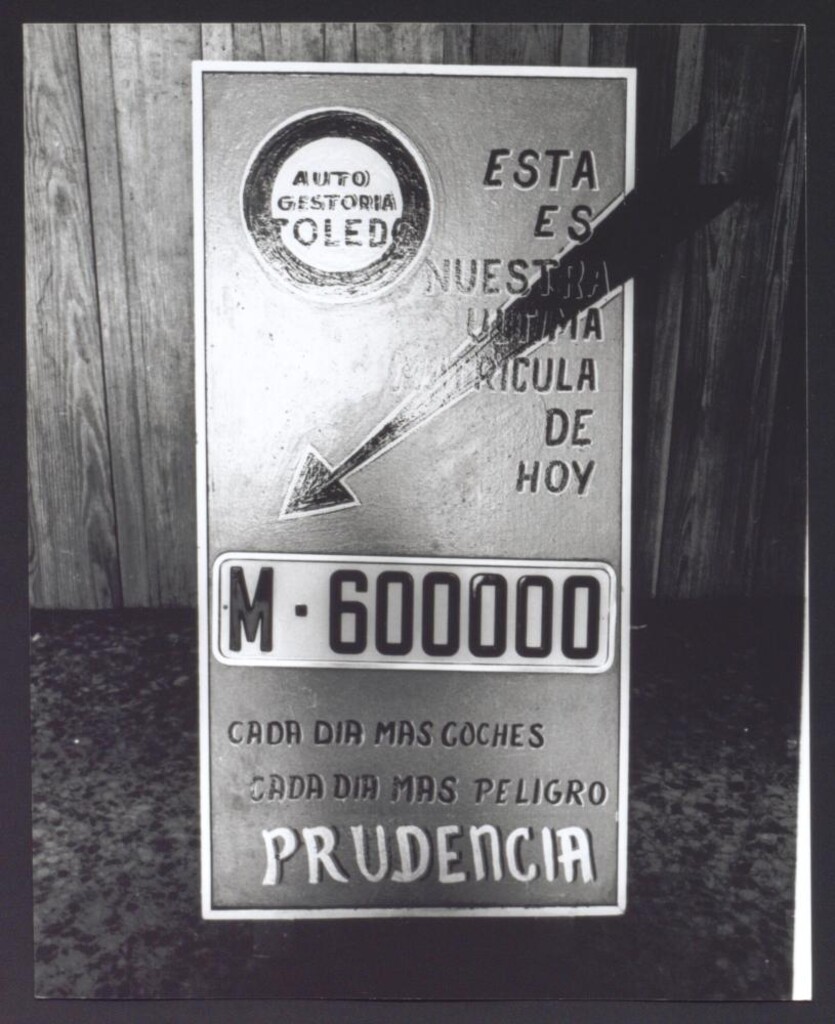 AUTO
GESTORIA
TOLEDO
ESTA
ES
NUESTRA
ULTIMA
MATRICULA
DE
HOY
M·600000
CADA DIA MAS COCHES
CADA DIA MAS PELIGRO
PRUDENCIA